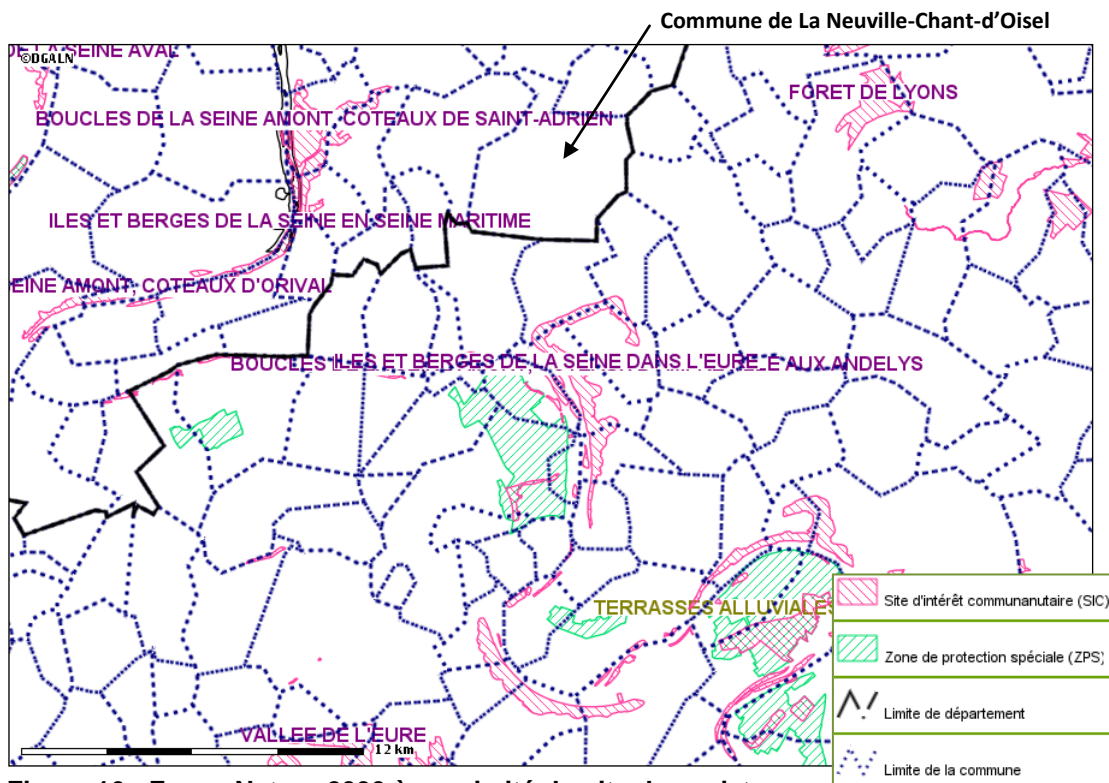 Commune de La Neuville-Chant-d'Oisel
DE LA SEINE AVAL
©DGALN
FORET DE LYONS
BOUCLES DE LA SEINE AMONT, COTEAUX DE SAINT-ADRIEN
ILES ET BERGES DE LA SEINE EN SEINE MARITIME
EINE AMONT, COTEAUX D'ORIVAL
BOUCLES ILES ET BERGES DE LA SEINE DANS L'EURE E AUX ANDELYS
TERRASSES ALLUVIALES
Site d'intérêt communanutaire (SIC)
Zone de protection spéciale (ZPS)
Limite de département
VALLEE DE L'EURE
12 km
Limite de la commune